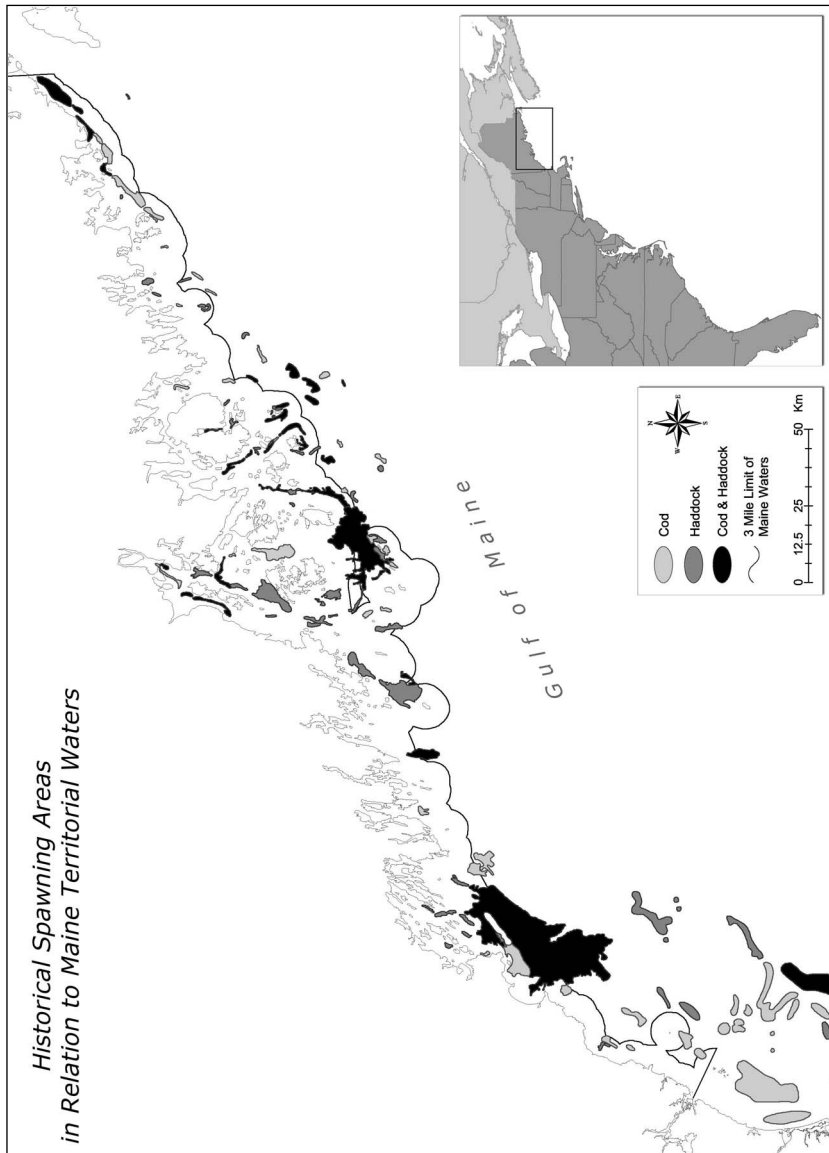 Historical Spawning Areas
in Relation to Maine Territorial Waters
Gulf of Maine
Cod
Haddock
Cod & Haddock
3 Mile Limit of
Maine Waters
N
W E
S
0 12.5 25 50 Km